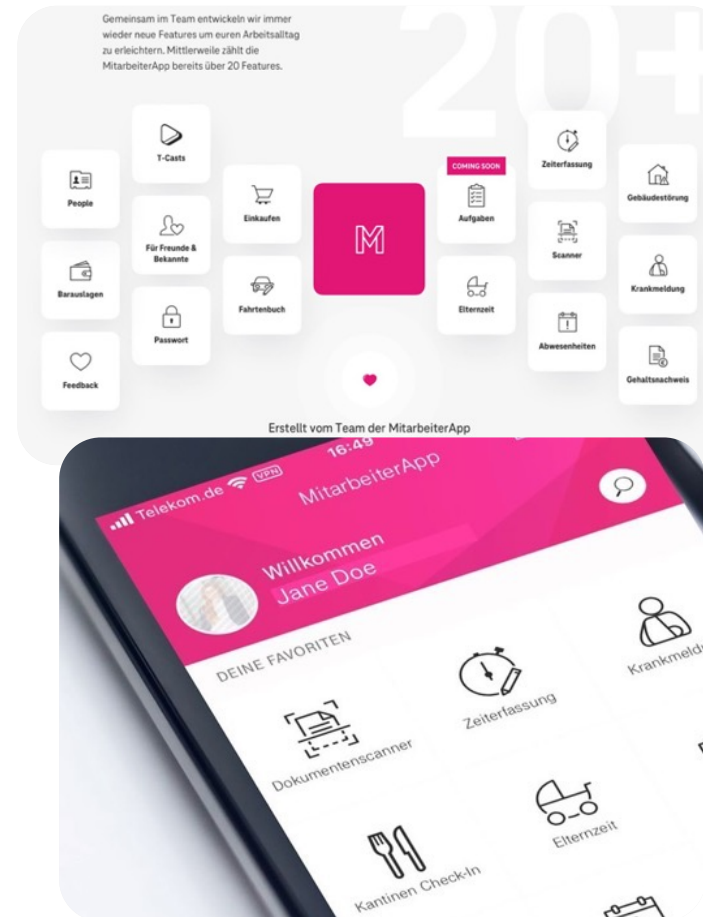 Gemeinsam im Team entwickeln wir immer
wieder neue Features um euren Arbeitsalltag
zu erleichtern. Mittlerweile zählt die
MitarbeiterApp bereits über 20 Features.
20+
T-Casts
People
Für Freunde &
Bekannte
Einkaufen
Barauslagen
Passwort
Fahrtenbuch
Feedback
M
COMING SOON
Aufgaben
Zeiterfassung
Gebäudestörung
Scanner
Elternzeit
Krankmeldung
Abwesenheiten
Gehaltsnachweis
Erstellt vom Team der MitarbeiterApp
Telekom.de VPN 16:49
MitarbeiterApp
Willkommen
Jane Doe
DEINE FAVORITEN
Dokumentenscanner
Zeiterfassung
Krankmeldu
Kantinen Check-In
Elternzeit